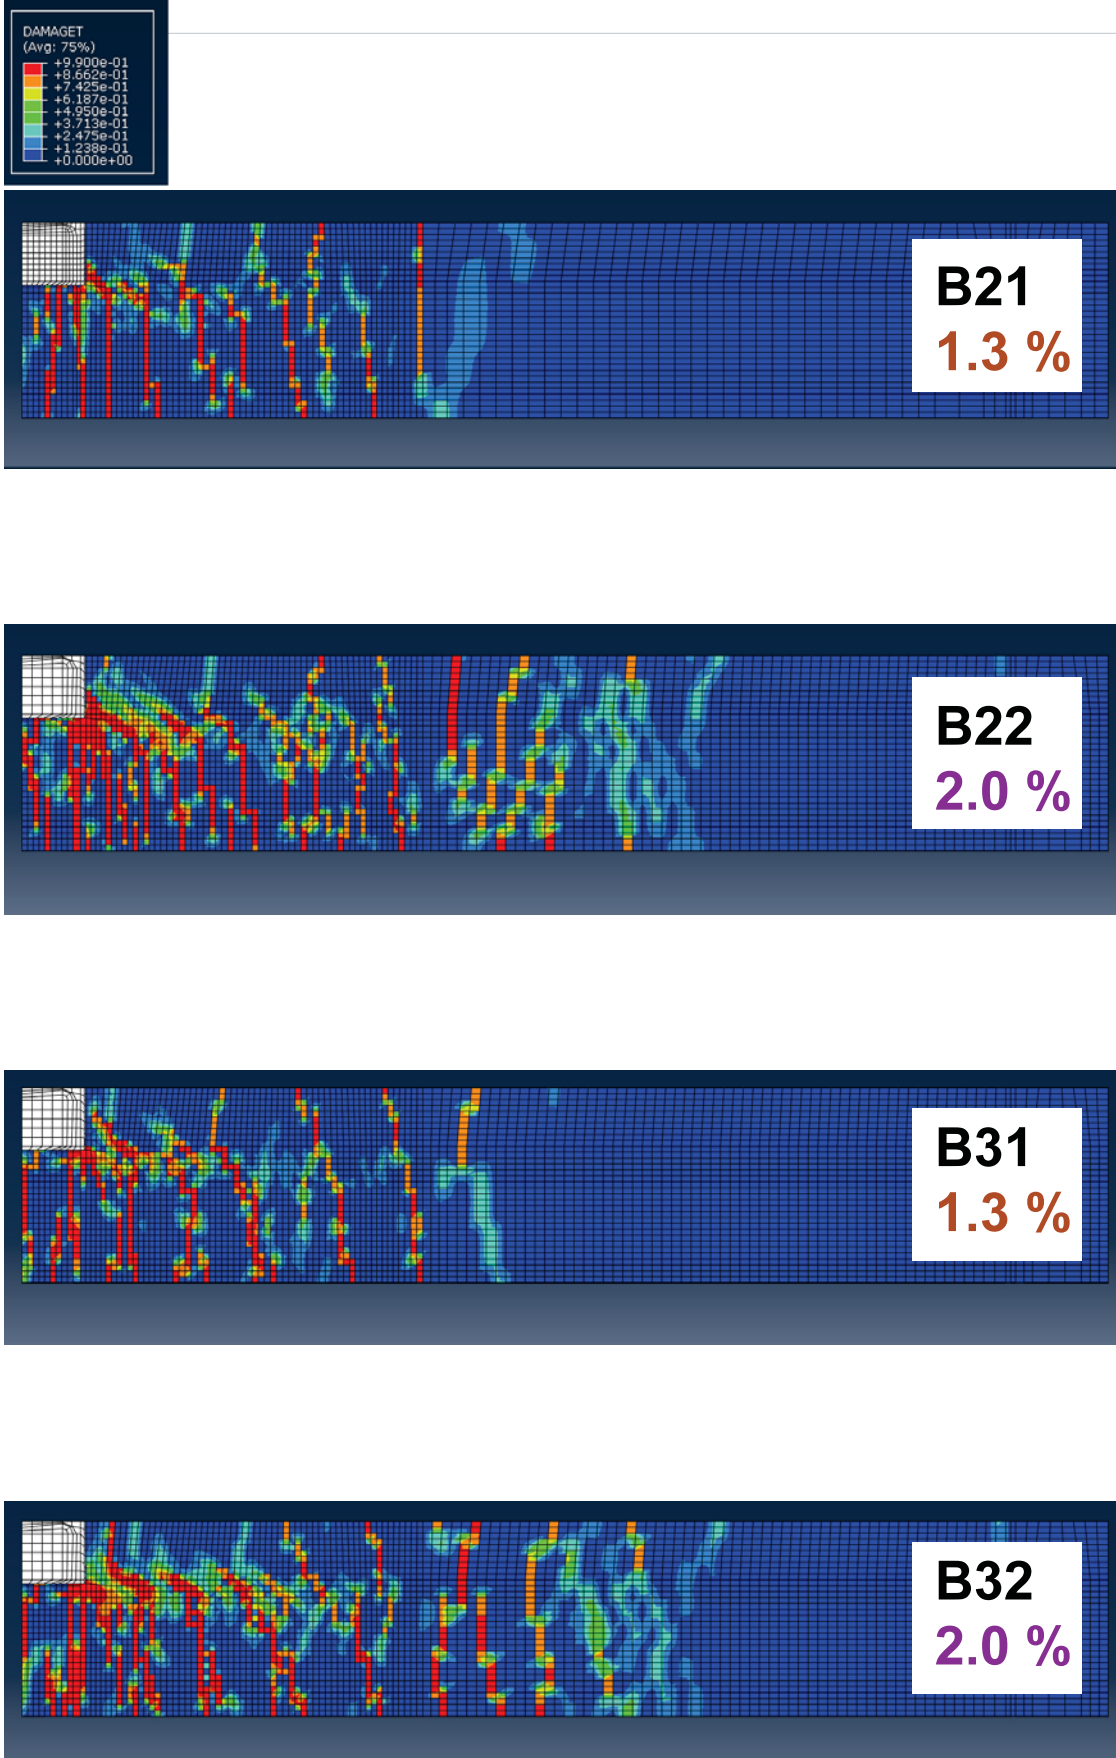 DAMAGET
(Avg: 75%)
+9.900e-01
+8.662e-01
+7.425e-01
+6.187e-01
+4.950e-01
+3.713e-01
+2.475e-01
+1.238e-01
+0.000e+00
B21
1.3 %
B22
2.0 %
B31
1.3 %
B32
2.0 %